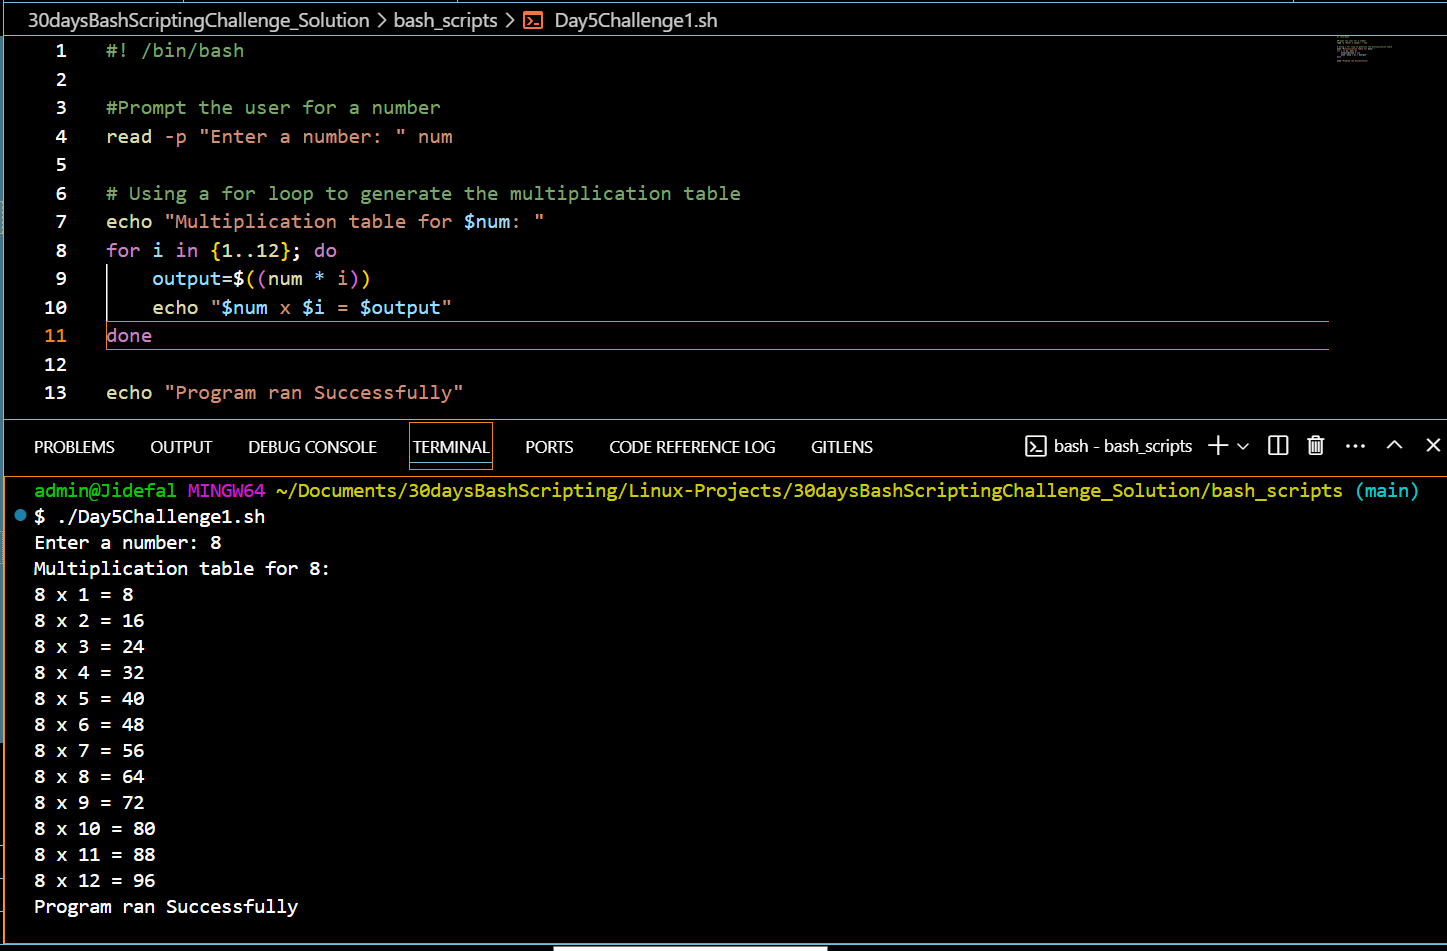 30daysBashScriptingChallenge_Solution > bash_scripts > Day5Challenge1.sh
1 #! /bin/bash
2
3 #Prompt the user for a number
4 read -p "Enter a number: " num
5
6 # Using a for loop to generate the multiplication table
7 echo "Multiplication table for $num: "
8 for i in {1..12}; do
9     output=$((num * i))
10     echo "$num x $i = $output"
11 done
12
13 echo "Program ran Successfully"
PROBLEMS OUTPUT DEBUG CONSOLE TERMINAL PORTS CODE REFERENCE LOG GITLENS bash - bash_scripts
admin@Jidefal MINGW64 ~/Documents/30daysBashScripting/Linux-Projects/30daysBashScriptingChallenge_Solution/bash_scripts (main)
$ ./Day5Challenge1.sh
Enter a number: 8
Multiplication table for 8:
8 x 1 = 8
8 x 2 = 16
8 x 3 = 24
8 x 4 = 32
8 x 5 = 40
8 x 6 = 48
8 x 7 = 56
8 x 8 = 64
8 x 9 = 72
8 x 10 = 80
8 x 11 = 88
8 x 12 = 96
Program ran Successfully